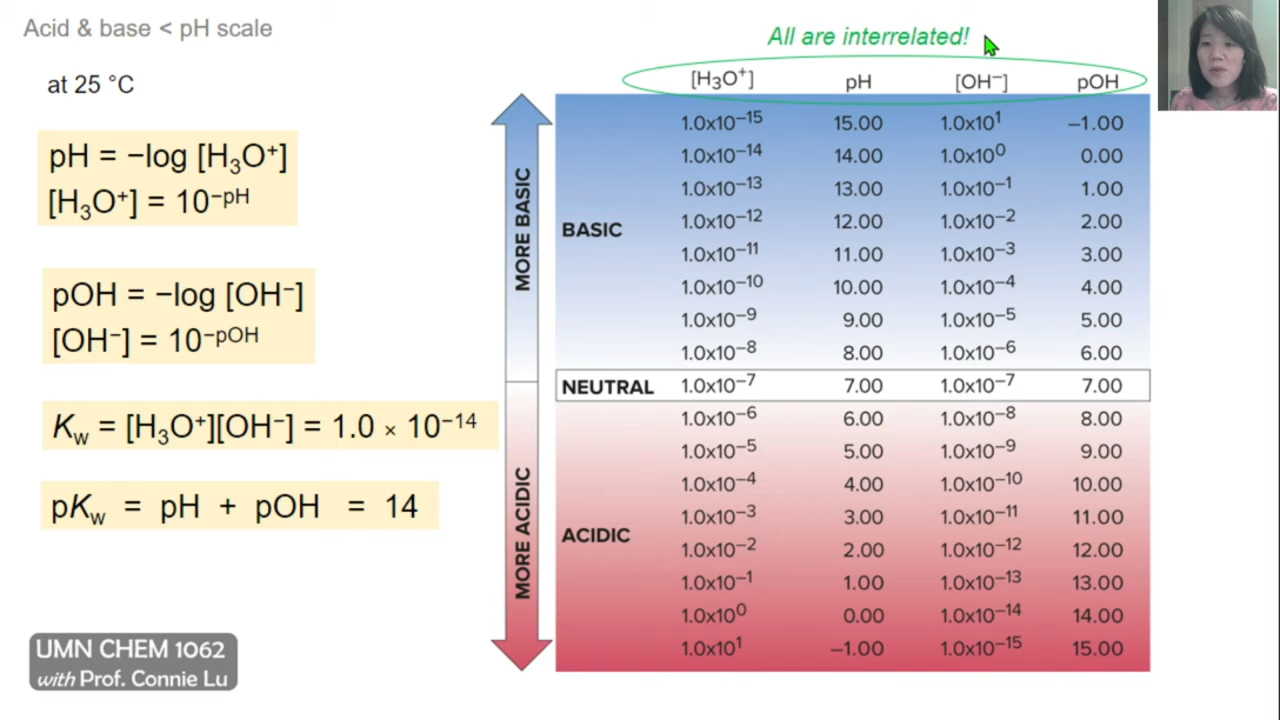 Acid & base < pH scale
at 25 °C
pH = −log [H₃O⁺]
[H₃O⁺] = 10⁻ᵖᴴ
pOH = −log [OH⁻]
[OH⁻] = 10⁻ᵖᴼᴴ
Kw = [H₃O⁺][OH⁻] = 1.0 × 10⁻¹⁴
pKw = pH + pOH = 14
UMN CHEM 1062
with Prof. Connie Lu
All are interrelated!
[H₃O⁺] pH [OH⁻] pOH
MORE BASIC
MORE ACIDIC
1.0x10⁻¹⁵ 15.00 1.0x10¹ −1.00
1.0x10⁻¹⁴ 14.00 1.0x10⁰ 0.00
1.0x10⁻¹³ 13.00 1.0x10⁻¹ 1.00
1.0x10⁻¹² 12.00 1.0x10⁻² 2.00
BASIC
1.0x10⁻¹¹ 11.00 1.0x10⁻³ 3.00
1.0x10⁻¹⁰ 10.00 1.0x10⁻⁴ 4.00
1.0x10⁻⁹ 9.00 1.0x10⁻⁵ 5.00
1.0x10⁻⁸ 8.00 1.0x10⁻⁶ 6.00
NEUTRAL 1.0x10⁻⁷ 7.00 1.0x10⁻⁷ 7.00
1.0x10⁻⁶ 6.00 1.0x10⁻⁸ 8.00
1.0x10⁻⁵ 5.00 1.0x10⁻⁹ 9.00
1.0x10⁻⁴ 4.00 1.0x10⁻¹⁰ 10.00
1.0x10⁻³ 3.00 1.0x10⁻¹¹ 11.00
ACIDIC
1.0x10⁻² 2.00 1.0x10⁻¹² 12.00
1.0x10⁻¹ 1.00 1.0x10⁻¹³ 13.00
1.0x10⁰ 0.00 1.0x10⁻¹⁴ 14.00
1.0x10¹ −1.00 1.0x10⁻¹⁵ 15.00